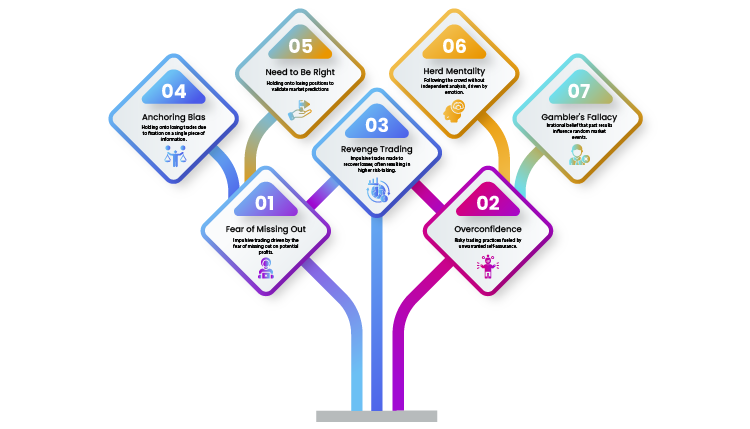 05
Need to Be Right
Holding onto losing positions to
validate market predictions
06
Herd Mentality
Following the crowd without
independent analysis, driven by
emotion.
04
Anchoring Bias
Holding onto losing trades due
to fixation on a single piece of
information.
03
Revenge Trading
Impulsive trades made to
recover losses, often resulting in
higher risk-taking.
07
Gambler's Fallacy
Irrational belief that past results
influence random market
events.
01
Fear of Missing Out
Impulsive trading driven by the
fear of missing out on potential
profits.
02
Overconfidence
Risky trading practices fueled by
unwarranted self-assurance.